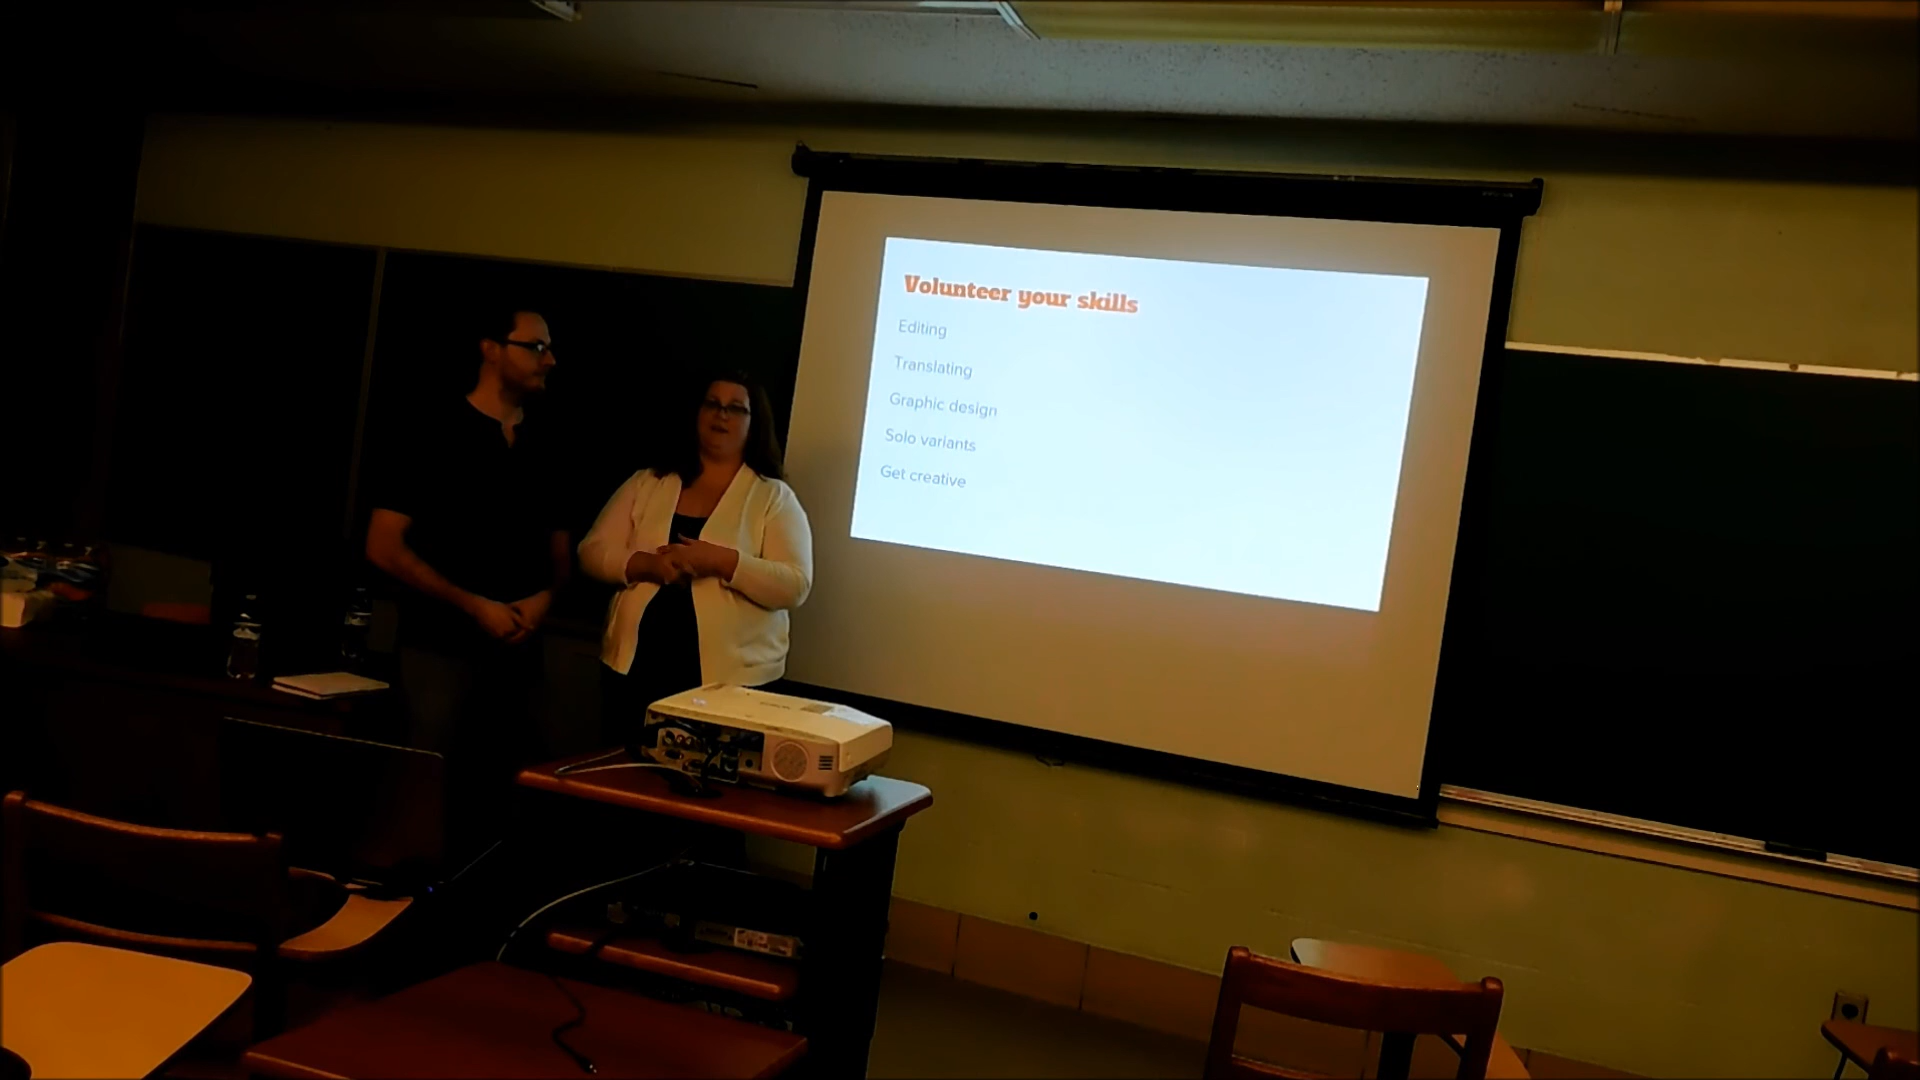 Volunteer your skills
Editing
Translating
Graphic design
Solo variants
Get creative